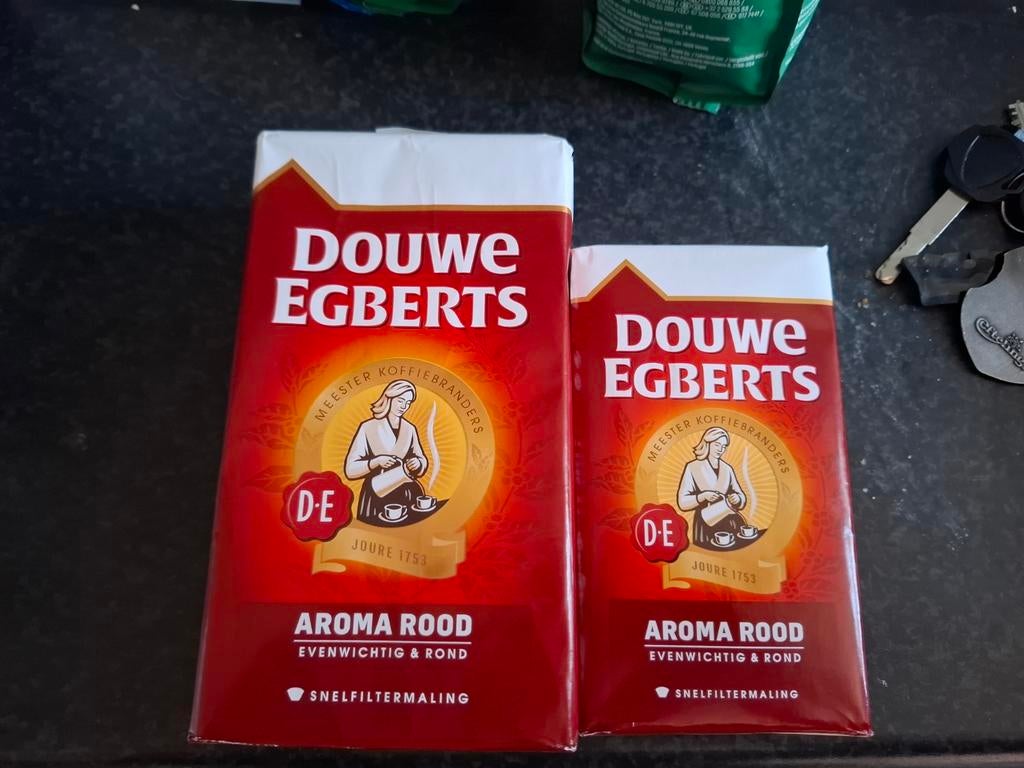 DOUWE
EGBERTS
MEESTER KOFFIEBRANDERS
D·E
JOURE 1753
AROMA ROOD
EVENWICHTIG & ROND
SNELFILTERMALING
DOUWE
EGBERTS
MEESTER KOFFIEBRANDERS
D·E
JOURE 1753
AROMA ROOD
EVENWICHTIG & ROND
SNELFILTERMALING